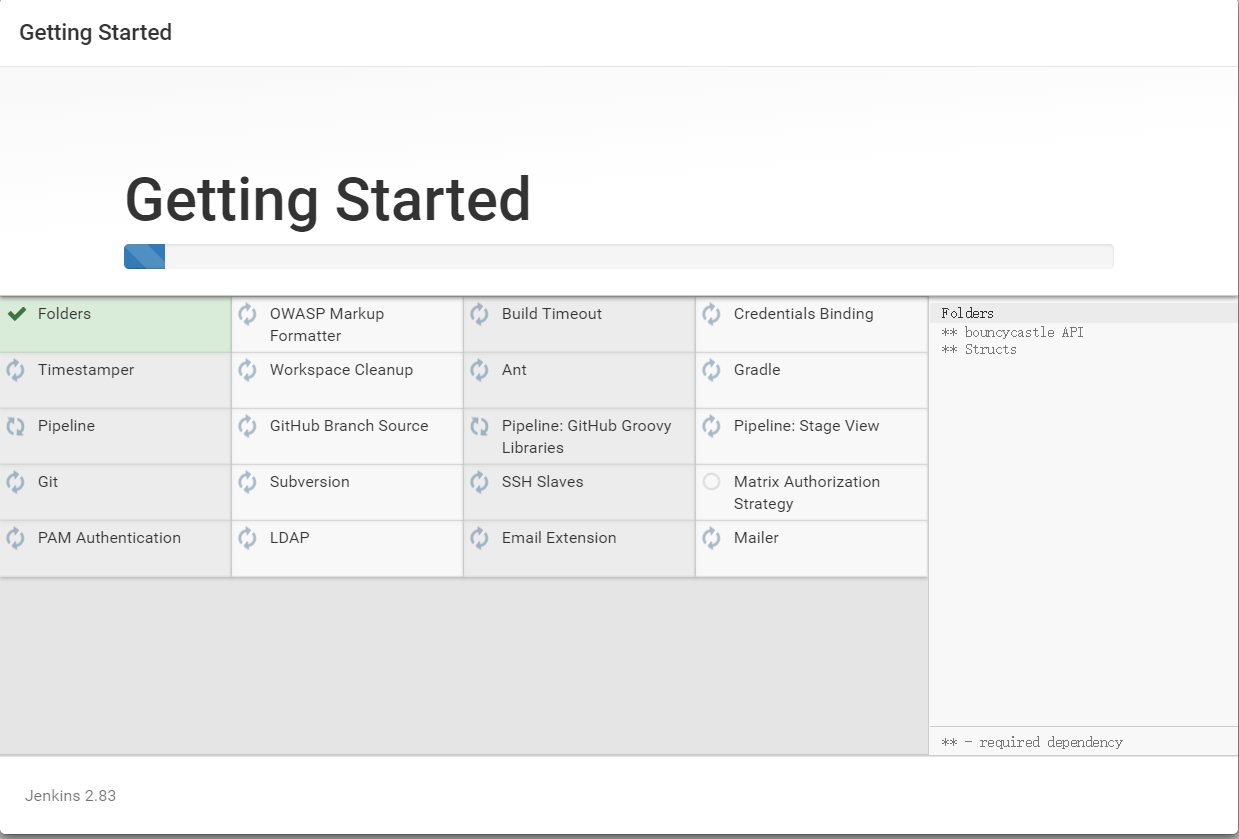 Getting Started
Getting Started
Folders
OWASP Markup
Formatter
Build Timeout
Credentials Binding
Timestamper
Workspace Cleanup
Ant
Gradle
Pipeline
GitHub Branch Source
Pipeline: GitHub Groovy
Libraries
Pipeline: Stage View
Git
Subversion
SSH Slaves
Matrix Authorization
Strategy
PAM Authentication
LDAP
Email Extension
Mailer
Folders
** bouncycastle API
** Structs
** - required dependency
Jenkins 2.83